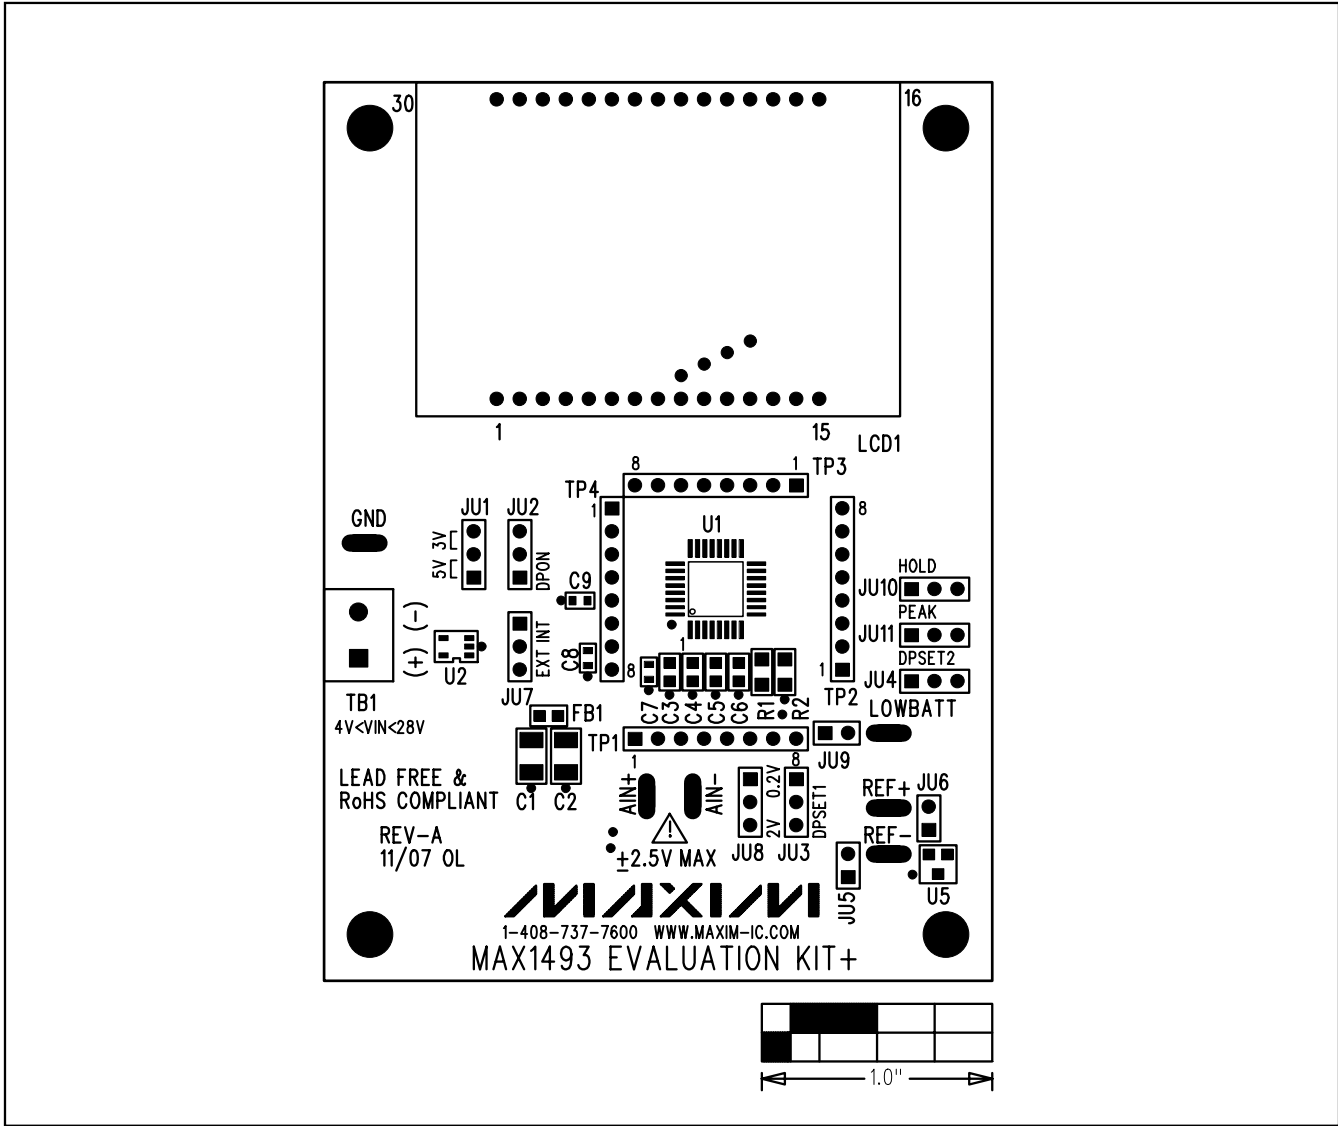 30
16
1
15
LCD1
8
1
TP3
TP4
1
JU1
JU2
GND
3V
5V
DPON
U1
8
C9
HOLD
JU10
PEAK
JU11
DPSET2
JU4
(-)
(+)
U2
EXT INT
JU7
C8
8
1
1
TP2
TB1
4V<VIN<28V
FB1
C7
C3
C4
C5
C6
R1
R2
LOWBATT
TP1
1
8
JU9
LEAD FREE &
RoHS COMPLIANT
C1
C2
AIN+
AIN-
0.2V
2V
DPSET1
JU8
JU3
REF+
JU6
REF-
REV-A
11/07 OL
!
±2.5V MAX
JU5
U5
MAXIM
1-408-737-7600 WWW.MAXIM-IC.COM
MAX1493 EVALUATION KIT+
1.0"